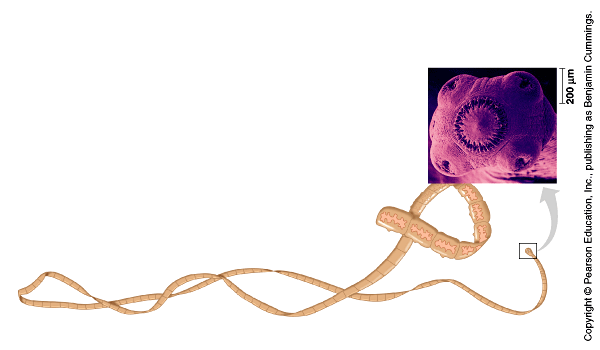 200 µm
Copyright © Pearson Education, Inc., publishing as Benjamin Cummings.